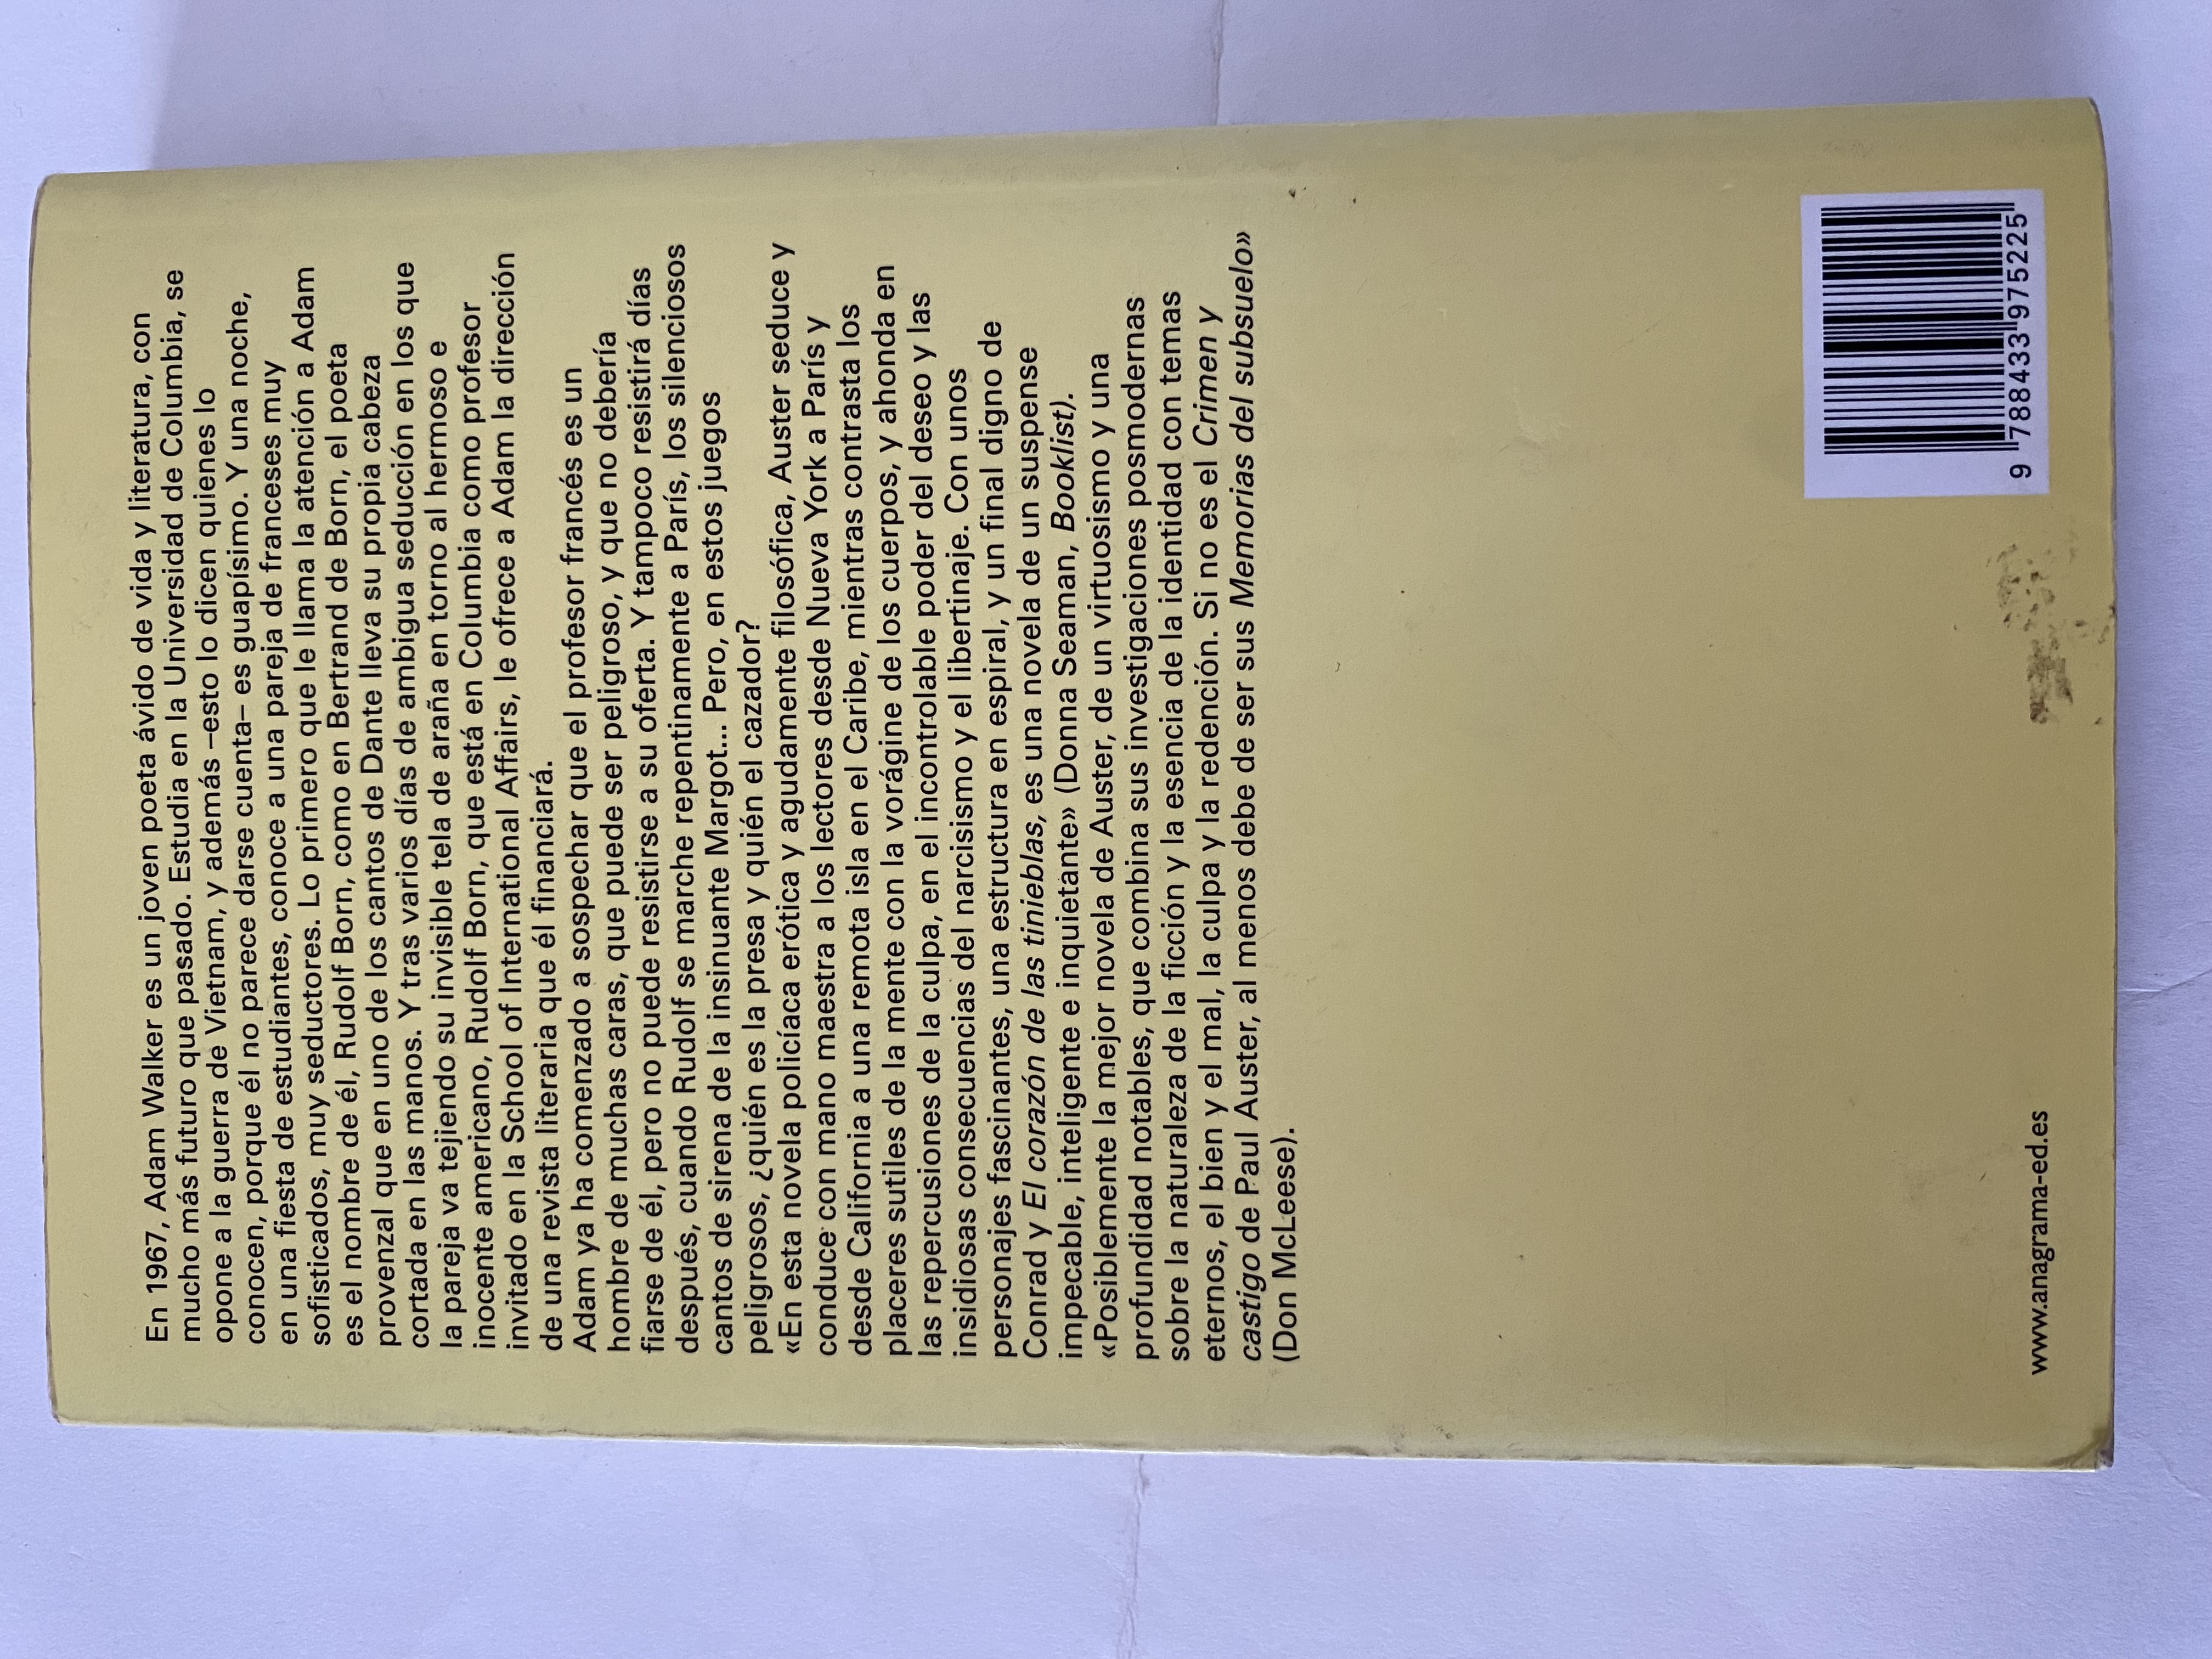 En 1967, Adam Walker es un joven poeta ávido de vida y literatura, con
mucho más futuro que pasado. Estudia en la Universidad de Columbia, se
opone a la guerra de Vietnam, y además –esto lo dicen quienes lo
conocen, porque él no parece darse cuenta– es guapísimo. Y una noche,
en una fiesta de estudiantes, conoce a una pareja de franceses muy
sofisticados, muy seductores. Lo primero que le llama la atención a Adam
es el nombre de él, Rudolf Born, como en Bertrand de Born, el poeta
provenzal que en uno de los cantos de Dante lleva su propia cabeza
cortada en las manos. Y tras varios días de ambigua seducción en los que
la pareja va tejiendo su invisible tela de araña en torno al hermoso e
inocente americano, Rudolf Born, que está en Columbia como profesor
invitado en la School of International Affairs, le ofrece a Adam la dirección
de una revista literaria que él financiará.
Adam ya ha comenzado a sospechar que el profesor francés es un
hombre de muchas caras, que puede ser peligroso, y que no debería
fiarse de él, pero no puede resistirse a su oferta. Y tampoco resistirá días
después, cuando Rudolf se marche repentinamente a París, los silenciosos
cantos de sirena de la insinuante Margot... Pero, en estos juegos
peligrosos, ¿quién es la presa y quién el cazador?
«En esta novela policíaca erótica y agudamente filosófica, Auster seduce y
conduce con mano maestra a los lectores desde Nueva York a París y
desde California a una remota isla en el Caribe, mientras contrasta los
placeres sutiles de la mente con la vorágine de los cuerpos, y ahonda en
las repercusiones de la culpa, en el incontrolable poder del deseo y las
insidiosas consecuencias del narcisismo y el libertinaje. Con unos
personajes fascinantes, una estructura en espiral, y un final digno de
Conrad y El corazón de las tinieblas, es una novela de un suspense
impecable, inteligente e inquietante» (Donna Seaman, Booklist).
«Posiblemente la mejor novela de Auster, de un virtuosismo y una
profundidad notables, que combina sus investigaciones posmodernas
sobre la naturaleza de la ficción y la esencia de la identidad con temas
eternos, el bien y el mal, la culpa y la redención. Si no es el Crimen y
castigo de Paul Auster, al menos debe de ser sus Memorias del subsuelo»
(Don McLeese).
www.anagrama-ed.es
9 788433 975225